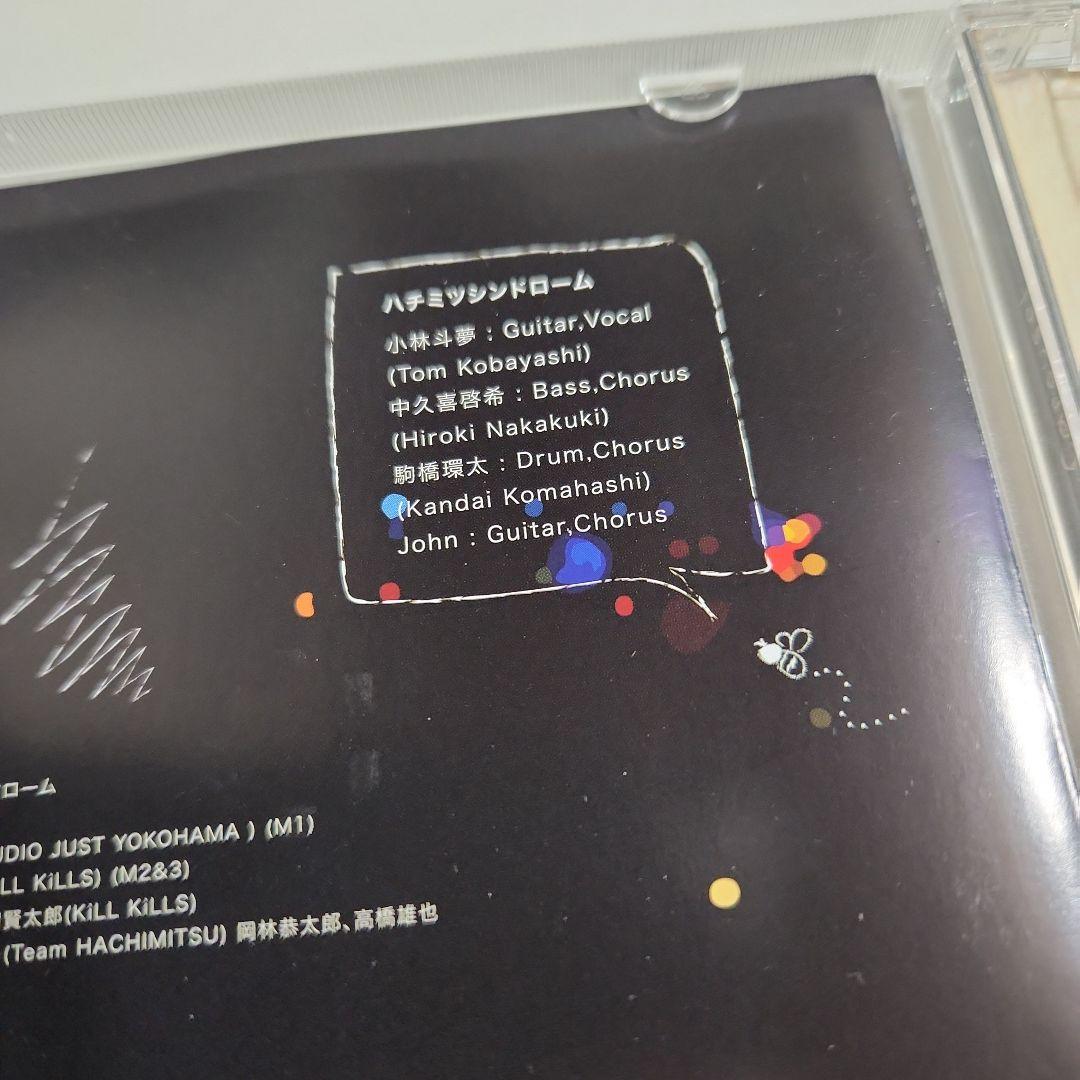 ハチミツシンドローム
小林斗夢 : Guitar,Vocal
(Tom Kobayashi)
中久喜啓希 : Bass,Chorus
(Hiroki Nakakuki)
駒橋環太 : Drum,Chorus
(Kandai Komahashi)
John : Guitar,Chorus
ローム
UDIO JUST YOKOHAMA ) (M1)
LL KiLLS) (M2&3)
賢太郎(KiLL KiLLS)
(Team HACHIMITSU) 岡林恭太郎、高橋雄也